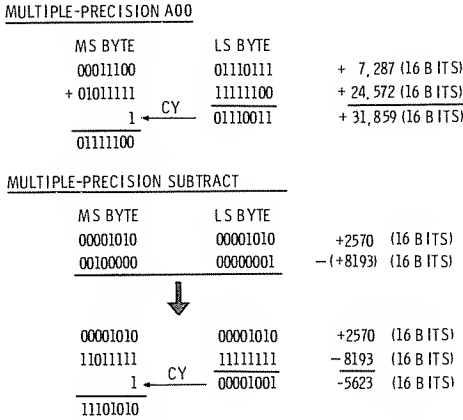 MULTIPLE-PRECISION A00
MS BYTE LS BYTE
00011100 01110111 + 7,287 (16 BITS)
+ 01011111 11111100 + 24,572 (16 BITS)
1 CY 01110011 + 31,859 (16 BITS)
01111100
MULTIPLE-PRECISION SUBTRACT
MS BYTE LS BYTE
00001010 00001010 +2570 (16 BITS)
00100000 00000001 -(+8193) (16 BITS)
00001010 00001010 +2570 (16 BITS)
11011111 11111111 -8193 (16 BITS)
1 CY 00001001 -5623 (16 BITS)
11101010